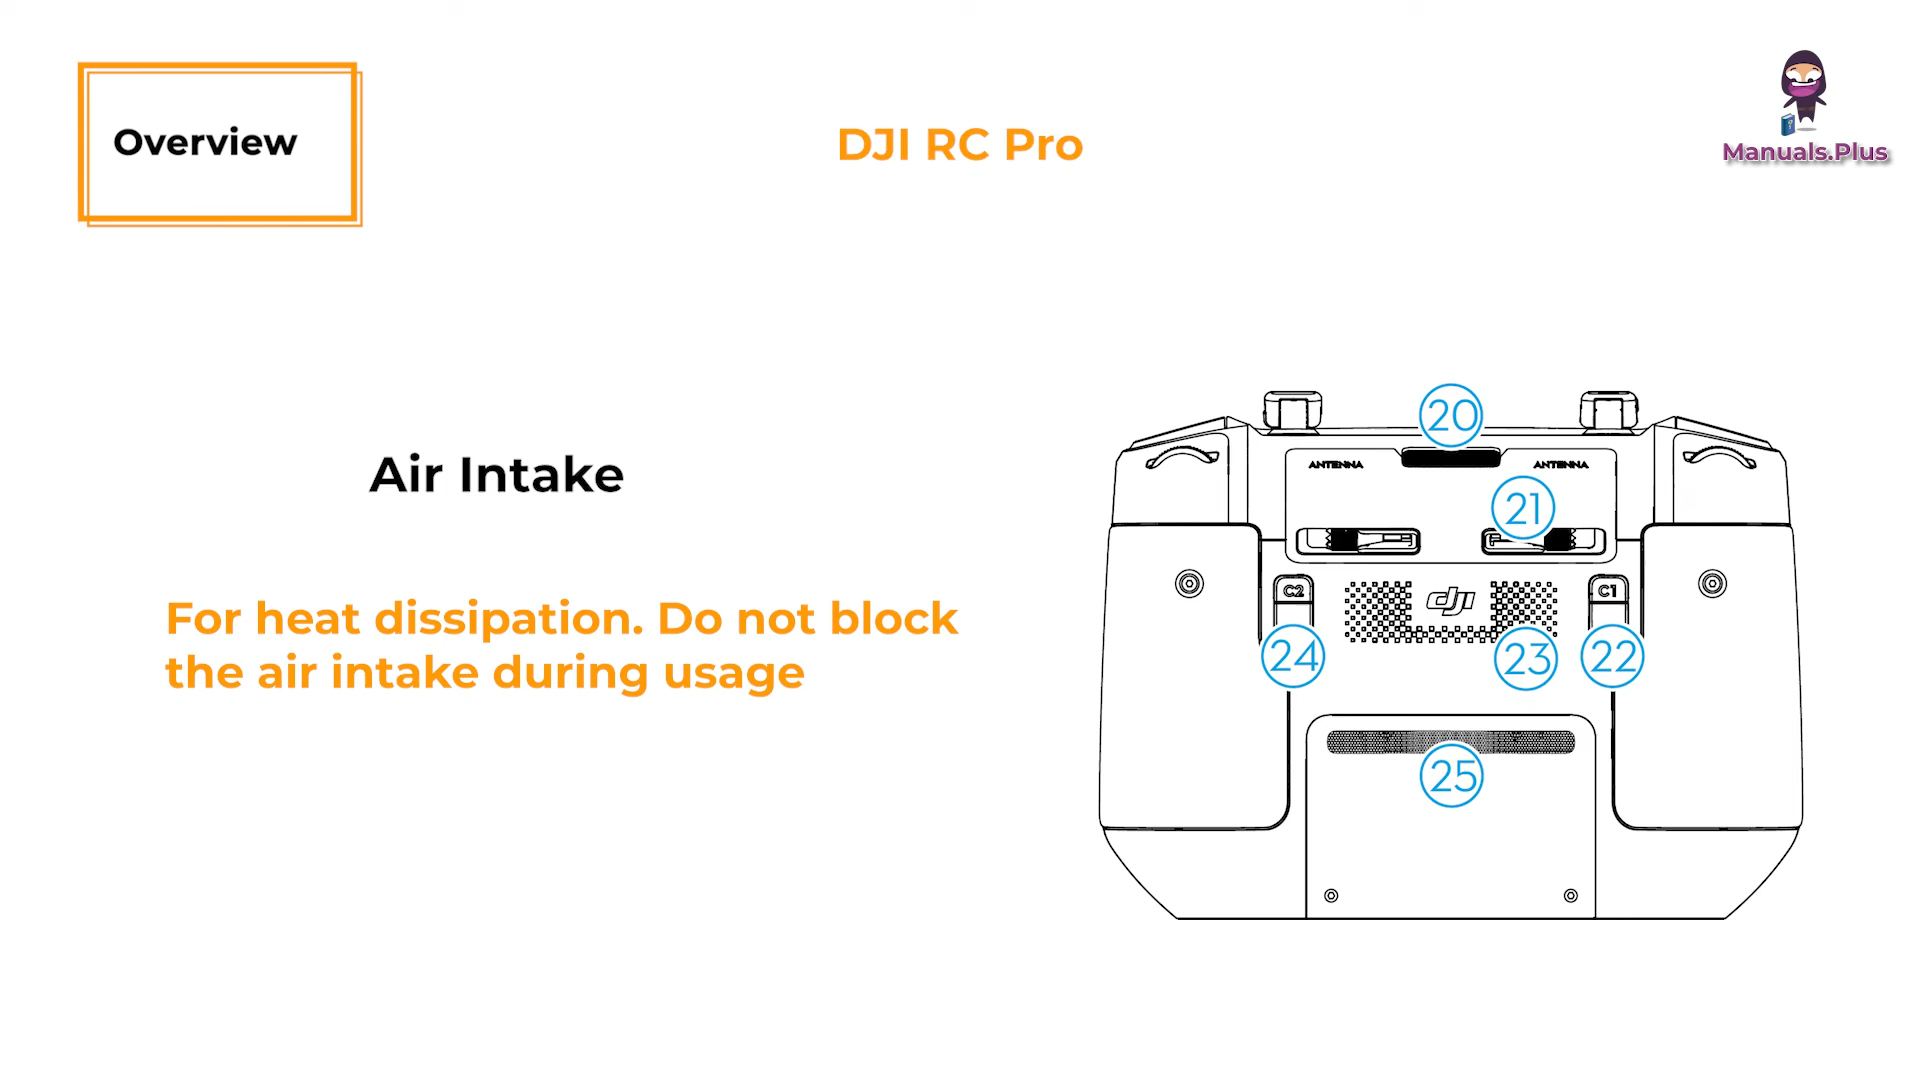 Overview
DJI RC Pro
Manuals.Plus
Air Intake
For heat dissipation. Do not block
the air intake during usage
20
ANTENNA
ANTENNA
21
C2
dji
C1
24
23
22
25